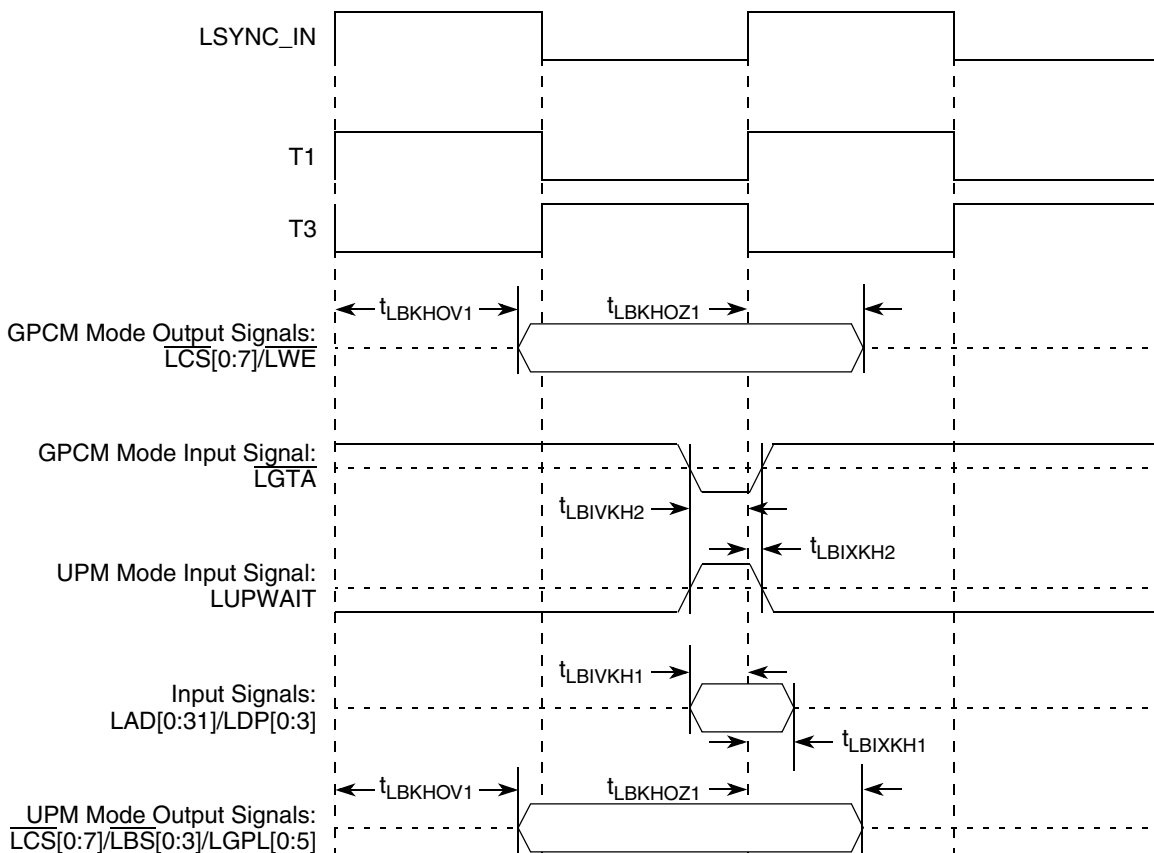 LSYNC_IN
T1
T3
tLBKHOV1
tLBKHOZ1
GPCM Mode Output Signals:
LCS[0:7]/LWE
GPCM Mode Input Signal:
LGTA
tLBIVKH2
tLBIXKH2
UPM Mode Input Signal:
LUPWAIT
tLBIVKH1
Input Signals:
LAD[0:31]/LDP[0:3]
tLBIXKH1
tLBKHOV1
tLBKHOZ1
UPM Mode Output Signals:
LCS[0:7]/LBS[0:3]/LGPL[0:5]